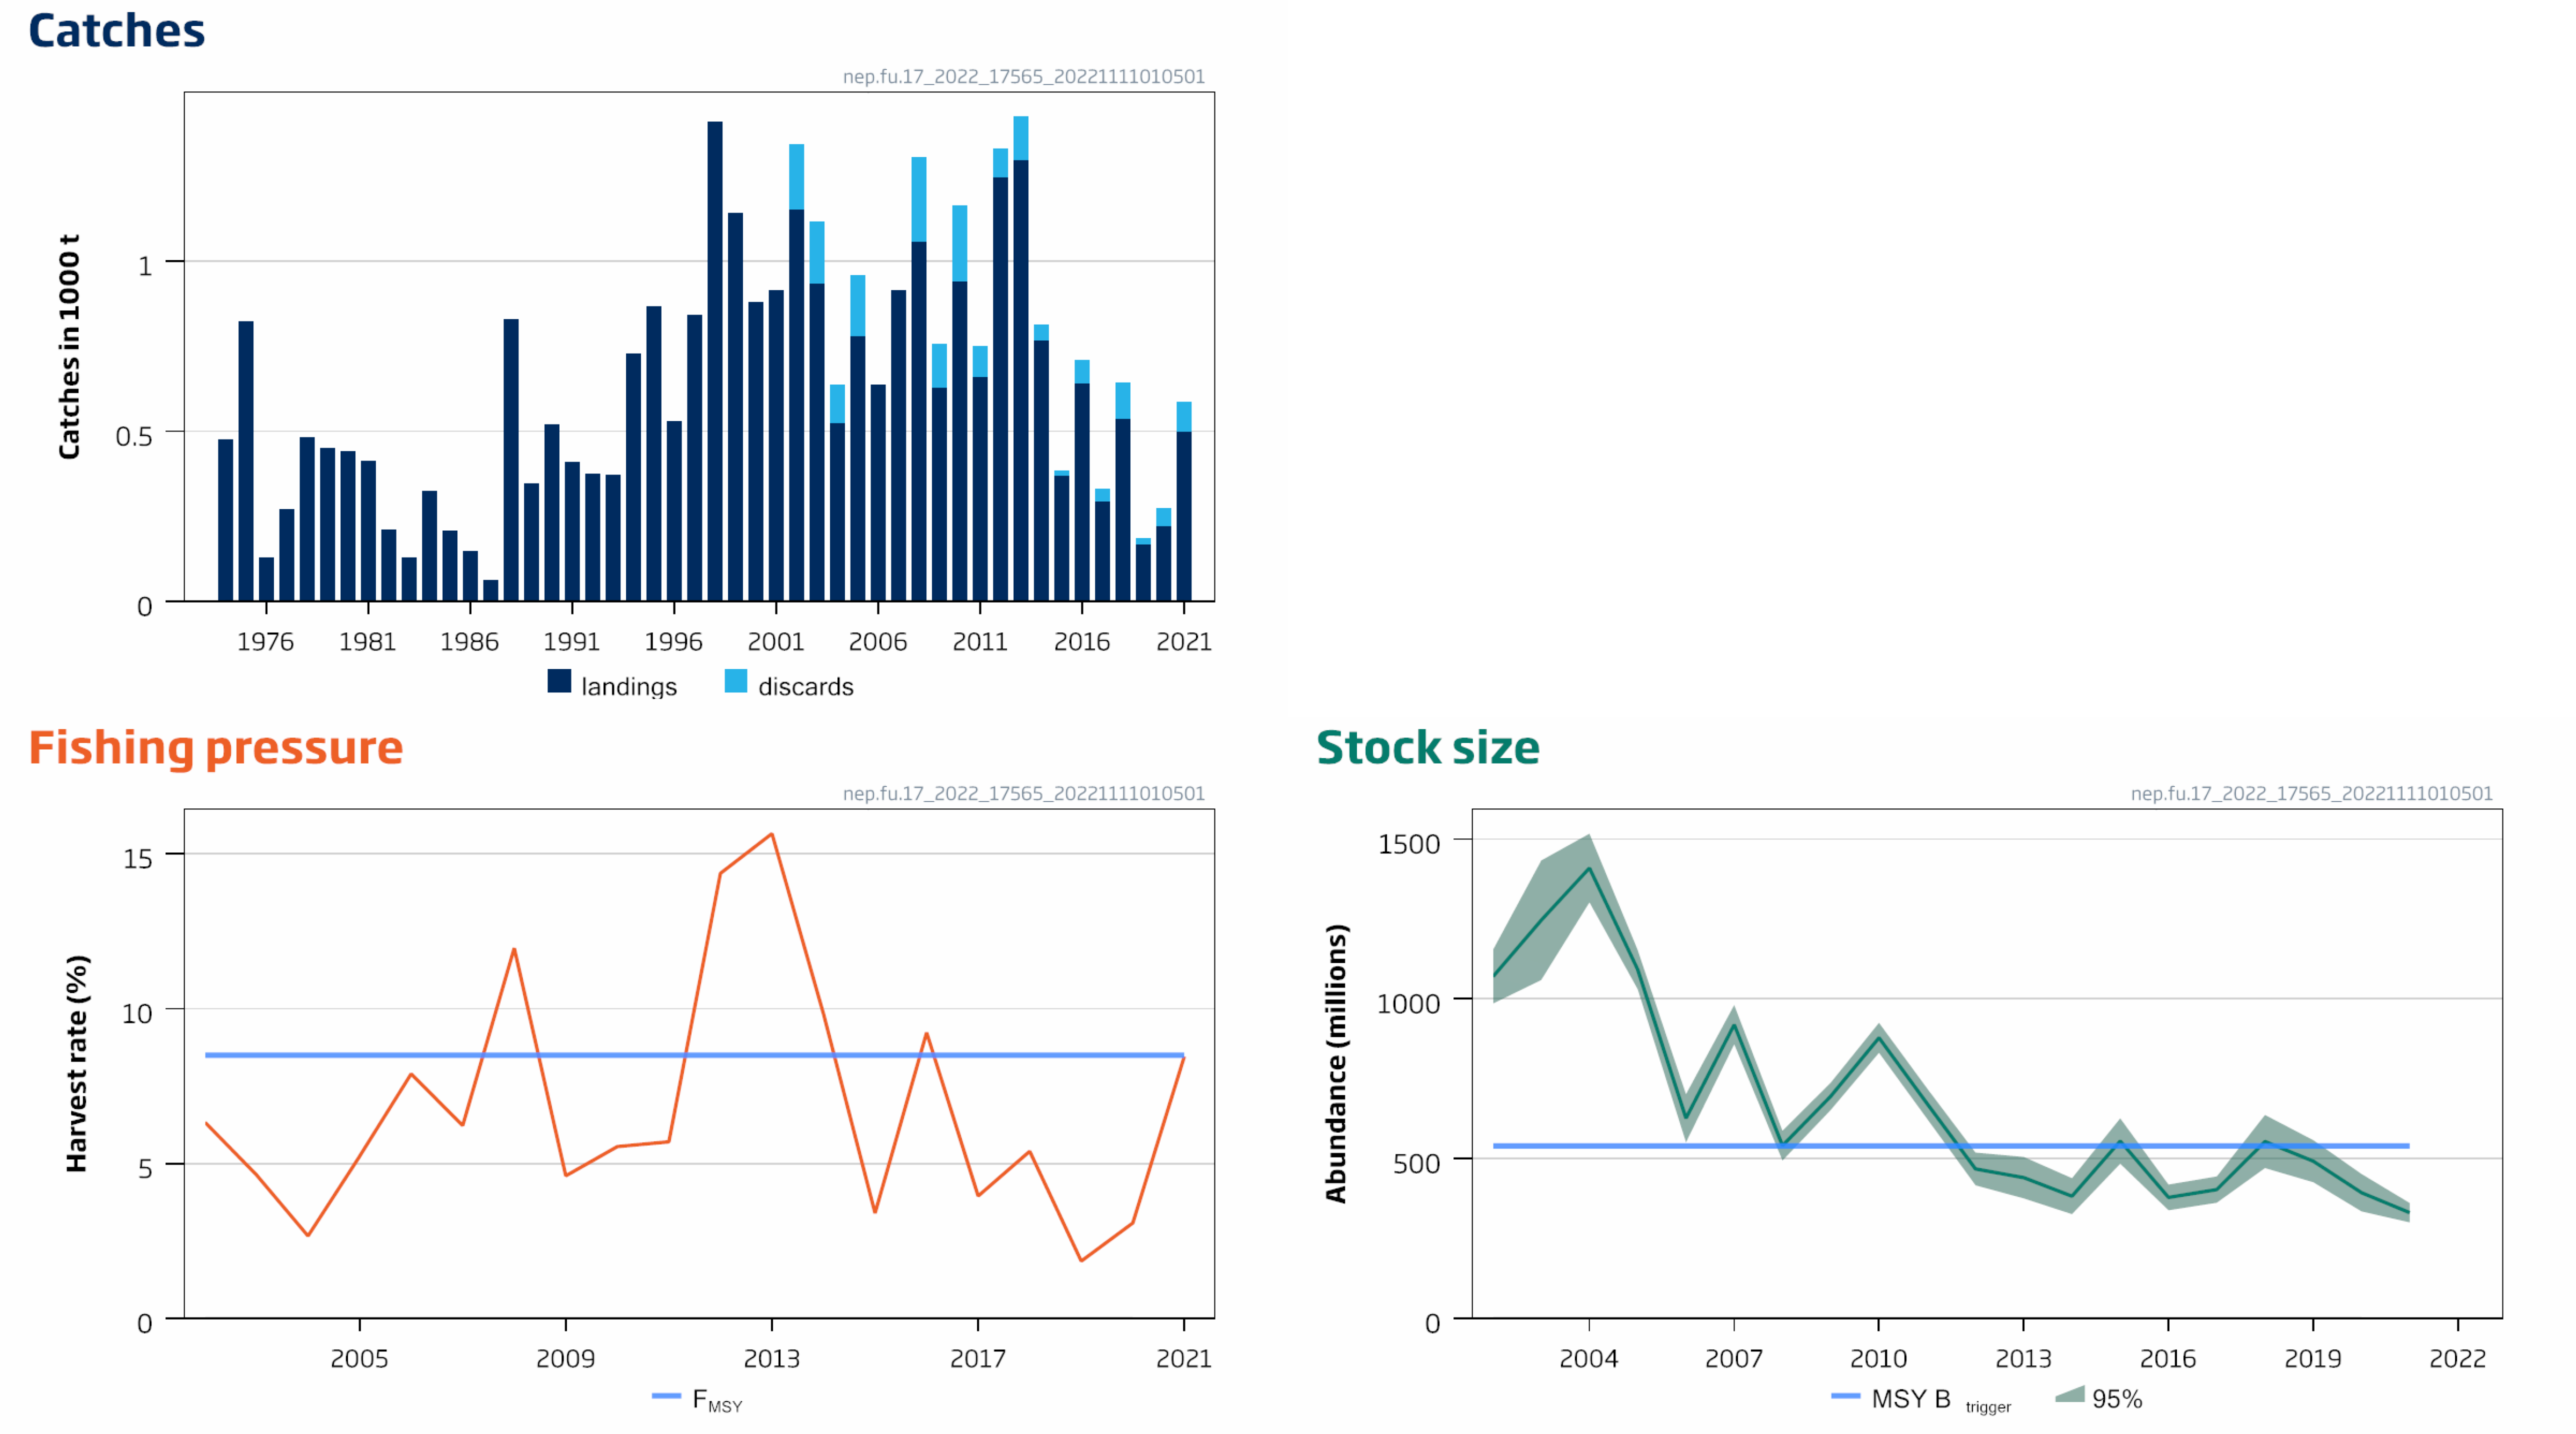 Catches
nep.fu.17_2022_17565_20221111010501
Catches in 1000 t
1
0.5
0
1976 1981 1986 1991 1996 2001 2006 2011 2016 2021
landings discards
Fishing pressure
nep.fu.17_2022_17565_20221111010501
Harvest rate (%)
15
10
5
0
2005 2009 2013 2017 2021
FMSY
Stock size
nep.fu.17_2022_17565_20221111010501
Abundance (millions)
1500
1000
500
0
2004 2007 2010 2013 2016 2019 2022
MSY B trigger 95%